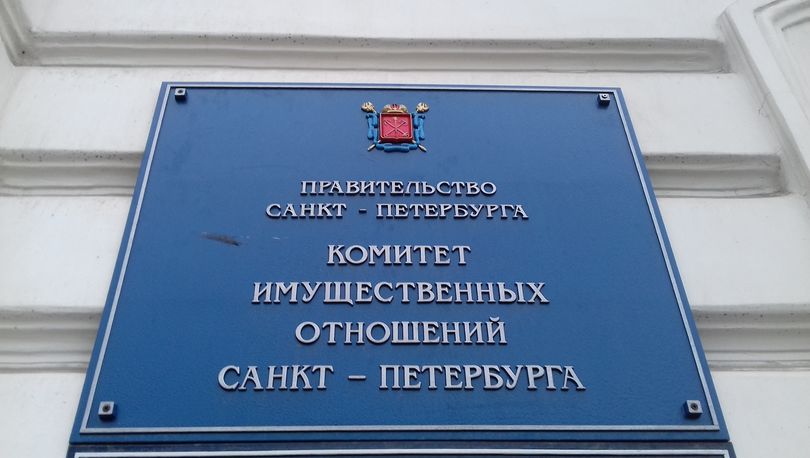 ПРАВИТЕЛЬСТВО
САНКТ - ПЕТЕРБУРГА
КОМИТЕТ
ИМУЩЕСТВЕННЫХ
ОТНОШЕНИЙ
САНКТ – ПЕТЕРБУРГА